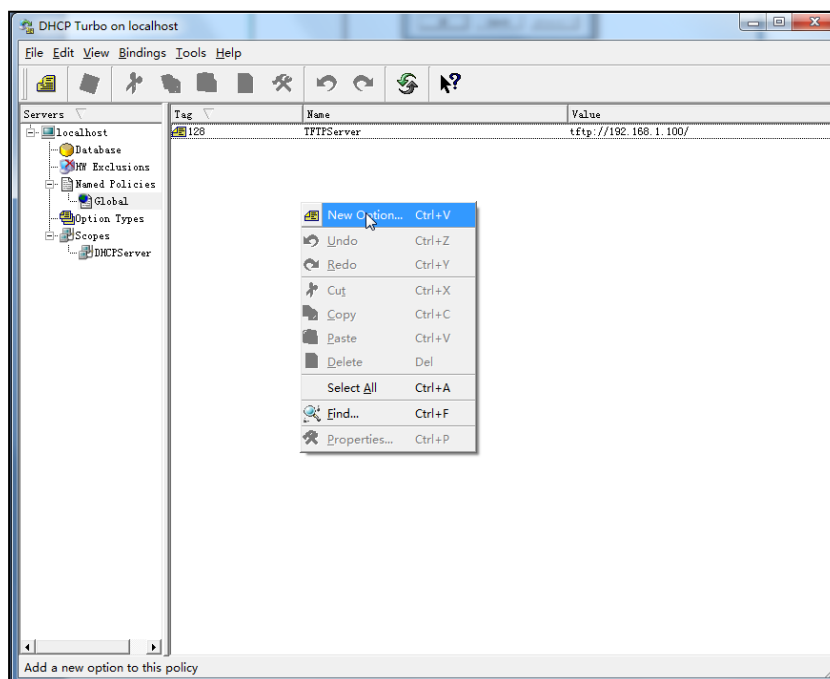 DHCP Turbo on localhost
File Edit View Bindings Tools Help
Servers
Tag Name Value
localhost
128 TFTPServer tftp://192.168.1.100/
Database
HW Exclusions
Named Policies
Global
Option Types
Scopes
DHCPServer
New Option... Ctrl+V
Undo Ctrl+Z
Redo Ctrl+Y
Cut Ctrl+X
Copy Ctrl+C
Paste Ctrl+V
Delete Del
Select All Ctrl+A
Find... Ctrl+F
Properties... Ctrl+P
Add a new option to this policy